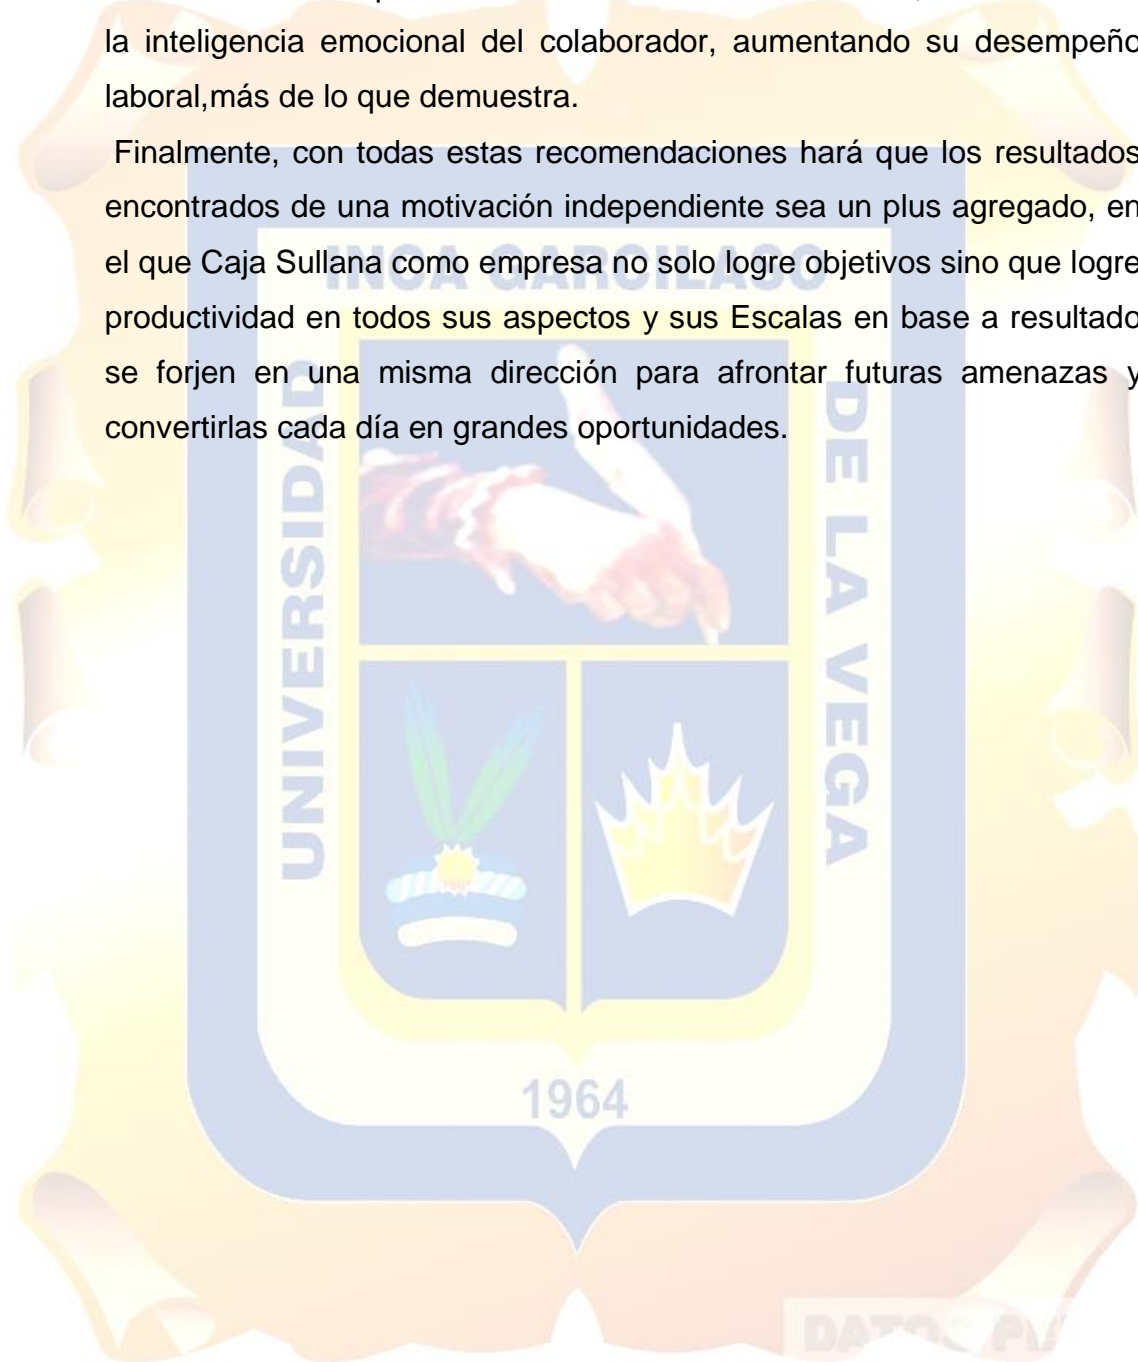 la inteligencia emocional del colaborador, aumentando su desempeño
laboral,más de lo que demuestra.
Finalmente, con todas estas recomendaciones hará que los resultados
encontrados de una motivación independiente sea un plus agregado, en
el que Caja Sullana como empresa no solo logre objetivos sino que logre
productividad en todos sus aspectos y sus Escalas en base a resultado
se forjen en una misma dirección para afrontar futuras amenazas y
convertirlas cada día en grandes oportunidades.
UNIVERSIDAD
INCA GARCILASO
DE LA VEGA
1964
DATOS